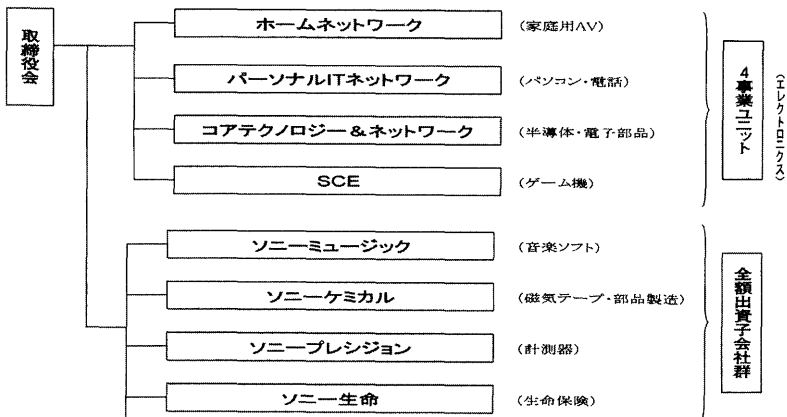 取締役会
ホームネットワーク (家庭用AV)
パーソナルITネットワーク (パソコン・電話)
コアテクノロジー&ネットワーク (半導体・電子部品)
SCE (ゲーム機)
4事業ユニット
(エレクトロニクス)
ソニーミュージック (音楽ソフト)
ソニーケミカル (磁気テープ・部品製造)
ソニープレシジョン (計測器)
ソニー生命 (生命保険)
全額出資子会社群